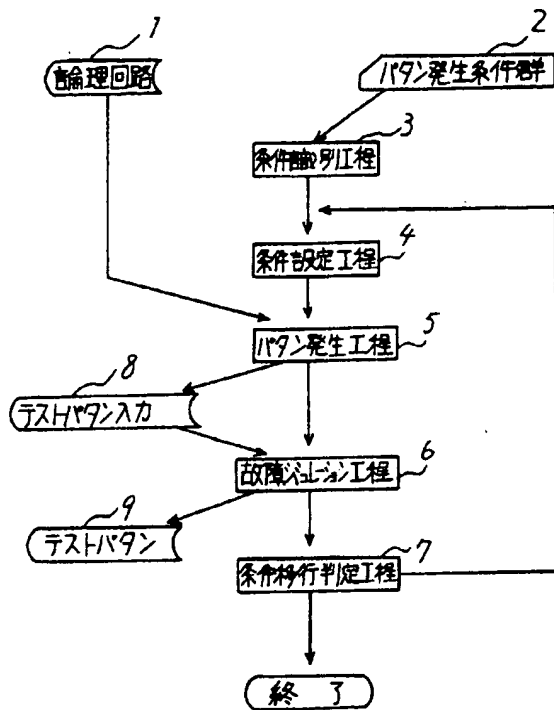 1
論理回路
2
パタン発生条件群
3
条件識別工程
4
条件設定工程
5
パタン発生工程
8
テストパタン入力
6
故障シミュレーション工程
9
テストパタン
7
条件移行判定工程
終了